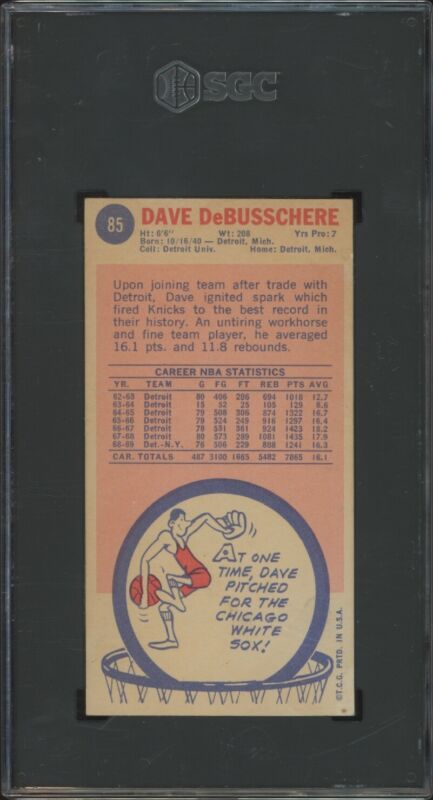 SGC
85
DAVE DeBUSSCHERE
Ht: 6'6" Wt: 208 Yrs Pro: 7
Born: 10/16/40 — Detroit, Mich.
Coll: Detroit Univ. Home: Detroit, Mich.
Upon joining team after trade with
Detroit, Dave ignited spark which
fired Knicks to the best record in
their history. An untiring workhorse
and fine team player, he averaged
16.1 pts. and 11.8 rebounds.
CAREER NBA STATISTICS
YR. TEAM G FG FT REB PTS AVG
62-63 Detroit 80 406 206 694 1018 12.7
63-64 Detroit 15 52 25 105 129 8.6
64-65 Detroit 79 508 306 874 1322 16.7
65-66 Detroit 79 524 249 916 1297 16.4
66-67 Detroit 78 531 361 924 1423 18.2
67-68 Detroit 80 573 289 1081 1435 17.9
68-69 Det.-N.Y. 76 506 229 888 1241 16.3
CAR. TOTALS 487 3100 1665 5482 7865 16.1
AT ONE
TIME, DAVE
PITCHED
FOR THE
CHICAGO
WHITE
SOX!
©T.C.G. PRTD. IN U.S.A.